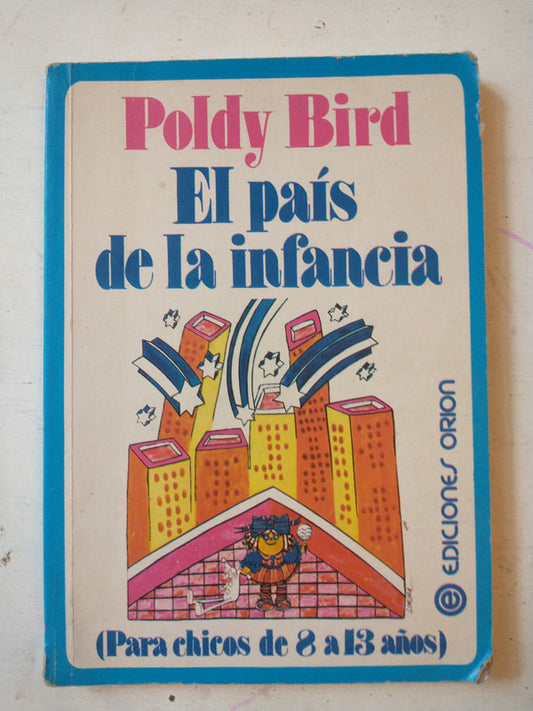 Poldy Bird
El país
de la infancia
EDICIONES ORION
e
(Para chicos de 8 a 13 años)